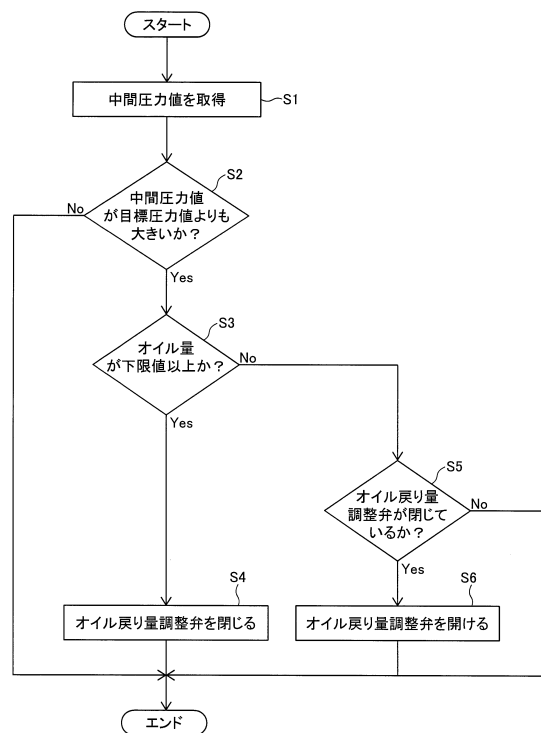 スタート
中間圧力値を取得
S1
S2
中間圧力値
が目標圧力値よりも
大きいか？
No
Yes
S3
オイル量
が下限値以上か？
No
Yes
S5
オイル戻り量
調整弁が閉じて
いるか？
No
Yes
S4
オイル戻り量調整弁を閉じる
S6
オイル戻り量調整弁を開ける
エンド